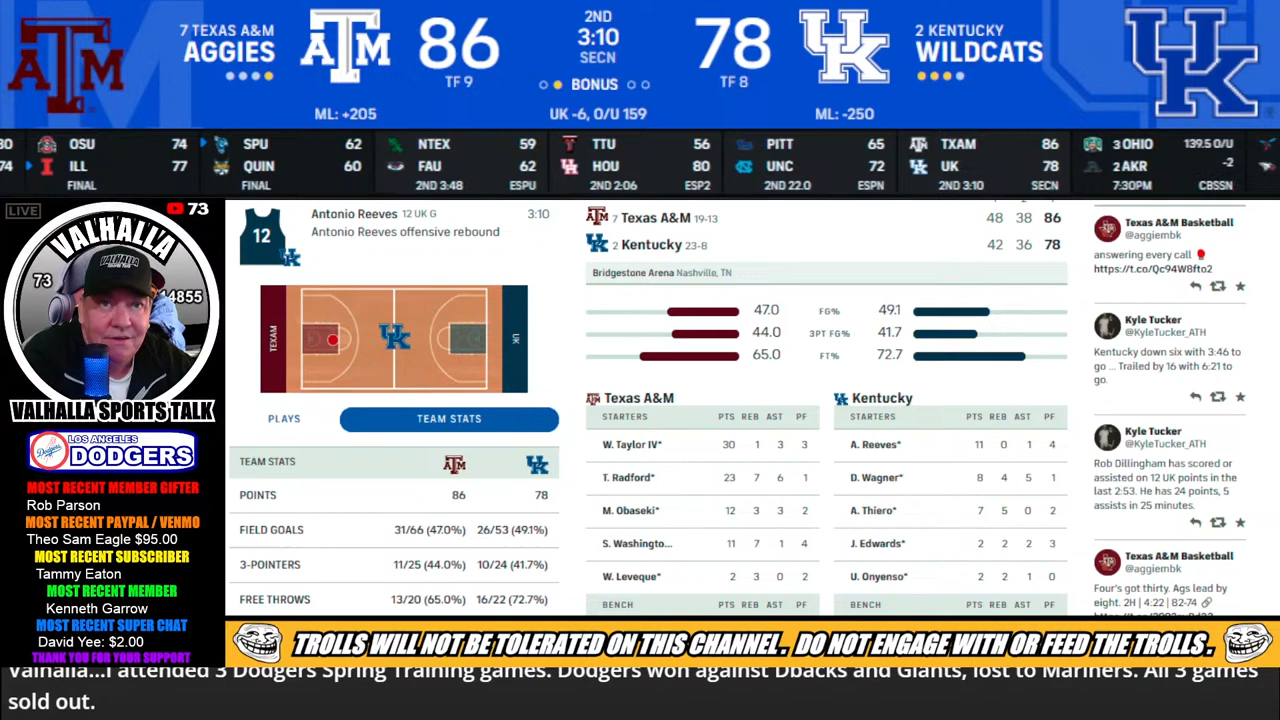 7 TEXAS A&M
AGGIES
86
TF 9
ML: +205
2ND
3:10
SECN
BONUS
UK -6, O/U 159
78
TF 8
ML: -250
2 KENTUCKY
WILDCATS
OSU 74
ILL 77
FINAL
SPU 62
QUIN 60
FINAL
NTEX 59
FAU 62
2ND 3:48 ESPU
TTU 56
HOU 80
2ND 2:06 ESP2
PITT 65
UNC 72
2ND 22.0 ESPN
TXAM 86
UK 78
2ND 3:10 SECN
3 OHIO 139.5 O/U
2 AKR -2
7:30PM CBSSN
LIVE
73
VALHALLA
VALHALLA
73
14855
VALHALLA SPORTS TALK
LOS ANGELES
DODGERS
MOST RECENT MEMBER GIFTER
Rob Parson
MOST RECENT PAYPAL / VENMO
Theo Sam Eagle $95.00
MOST RECENT SUBSCRIBER
Tammy Eaton
MOST RECENT MEMBER
Kenneth Garrow
MOST RECENT SUPER CHAT
David Yee: $2.00
THANK YOU FOR YOUR SUPPORT
12
Antonio Reeves 12 UK G 3:10
Antonio Reeves offensive rebound
TEXAM
UK
PLAYS
TEAM STATS
TEAM STATS
POINTS 86 78
FIELD GOALS 31/66 (47.0%) 26/53 (49.1%)
3-POINTERS 11/25 (44.0%) 10/24 (41.7%)
FREE THROWS 13/20 (65.0%) 16/22 (72.7%)
7 Texas A&M 19-13 48 38 86
2 Kentucky 23-8 42 36 78
Bridgestone Arena Nashville, TN
47.0 FG% 49.1
44.0 3PT FG% 41.7
65.0 FT% 72.7
Texas A&M
STARTERS PTS REB AST PF
W. Taylor IV* 30 1 3 3
T. Radford* 23 7 6 1
M. Obaseki* 12 3 3 2
S. Washingto... 11 7 1 4
W. Leveque* 2 3 0 2
BENCH PTS REB AST PF
Kentucky
STARTERS PTS REB AST PF
A. Reeves* 11 0 1 4
D. Wagner* 8 4 5 1
A. Thiero* 7 5 0 2
J. Edwards* 2 2 2 3
U. Onyenso* 2 2 1 0
BENCH PTS REB AST PF
Texas A&M Basketball
@aggiembk
answering every call
https://t.co/Qc94W8fto2
Kyle Tucker
@KyleTucker_ATH
Kentucky down six with 3:46 to
go ... Trailed by 16 with 6:21 to
go.
Kyle Tucker
@KyleTucker_ATH
Rob Dillingham has scored or
assisted on 12 UK points in the
last 2:53. He has 24 points, 5
assists in 25 minutes.
Texas A&M Basketball
@aggiembk
Four's got thirty. Ags lead by
eight. 2H | 4:22 | 82-74
TROLLS WILL NOT BE TOLERATED ON THIS CHANNEL. DO NOT ENGAGE WITH OR FEED THE TROLLS.
Valhalla...I attended 3 Dodgers Spring Training games. Dodgers won against Dbacks and Giants, lost to Mariners. All 3 games
sold out.